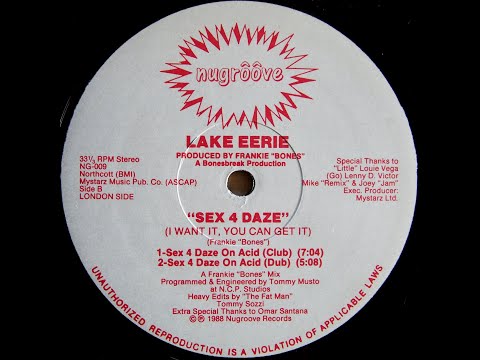 nugrôôve
LAKE EERIE
PRODUCED BY FRANKIE "BONES"
A Bonesbreak Production
33⅓ RPM Stereo
NG-009
Northcott (BMI)
Mystarz Music Pub. Co. (ASCAP)
Side B
LONDON SIDE
Special Thanks to
"Little" Louie Vega
(Go) Lenny D. Victor
Mike "Remix" & Joey "Jam"
Exec. Producer:
Mystarz Ltd.
"SEX 4 DAZE"
(I WANT IT, YOU CAN GET IT)
(Frankie "Bones")
1-Sex 4 Daze On Acid (Club) (7:04)
2-Sex 4 Daze On Acid (Dub) (5:08)
A Frankie "Bones" Mix
Programmed & Engineered by Tommy Musto
at N.C.P. Studios
Heavy Edits by "The Fat Man"
Tommy Sozzi
Extra Special Thanks to Omar Santana
©℗ 1988 Nugroove Records
UNAUTHORIZED REPRODUCTION IS A VIOLATION OF APPLICABLE LAWS